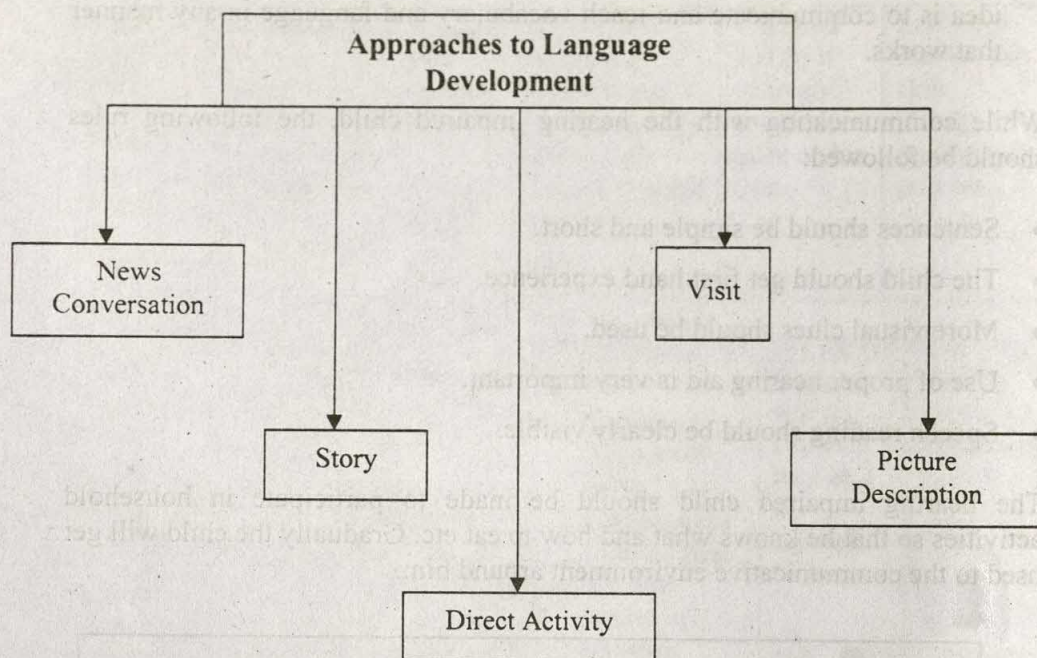 idea is to communicate and teach vocabulary and language in any manner
that works.
Approaches to Language
Development
While communicating with the hearing impaired child, the following rules
should be followed:
News
Conversation
Visit
Sentences should be simple and short.
The child should get first hand experience.
More visual clues should be used.
Use of proper hearing aid is very important.
Speech reading should be clearly visible.
Story
Picture
Description
The hearing impaired child should be made to participate in household
activities so that he knows what and how to eat etc. Gradually the child will get
used to the communicative environment around him.
Direct Activity